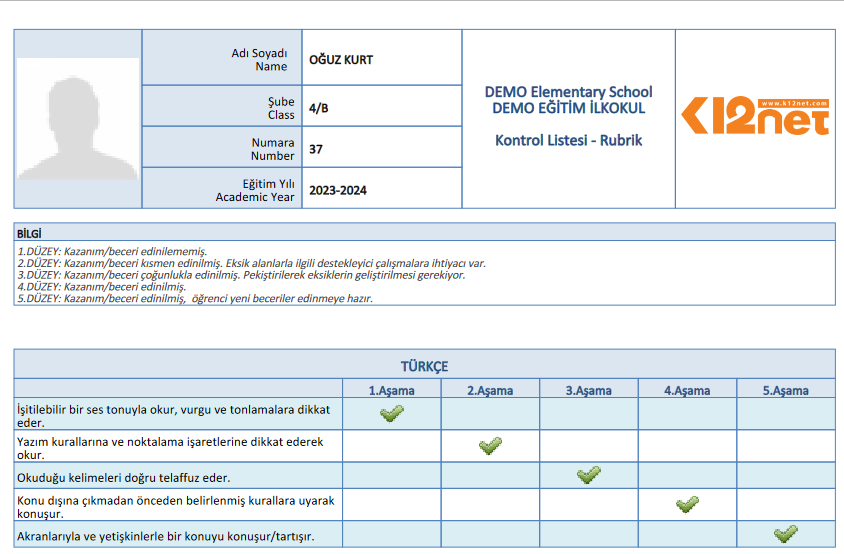 Adı Soyadı
Name
OĞUZ KURT
Şube
Class
4/B
Numara
Number
37
Eğitim Yılı
Academic Year
2023-2024
DEMO Elementary School
DEMO EĞİTİM İLKOKUL
Kontrol Listesi - Rubrik
www.k12net.com
K12net
BİLGİ
1.DÜZEY: Kazanım/beceri edinilememiş.
2.DÜZEY: Kazanım/beceri kısmen edinilmiş. Eksik alanlarla ilgili destekleyici çalışmalara ihtiyacı var.
3.DÜZEY: Kazanım/beceri çoğunlukla edinilmiş. Pekiştirilerek eksiklerin geliştirilmesi gerekiyor.
4.DÜZEY: Kazanım/beceri edinilmiş.
5.DÜZEY: Kazanım/beceri edinilmiş, öğrenci yeni beceriler edinmeye hazır.
TÜRKÇE
1.Aşama 2.Aşama 3.Aşama 4.Aşama 5.Aşama
İşitilebilir bir ses tonuyla okur, vurgu ve tonlamalara dikkat
eder.
Yazım kurallarına ve noktalama işaretlerine dikkat ederek
okur.
Okuduğu kelimeleri doğru telaffuz eder.
Konu dışına çıkmadan önceden belirlenmiş kurallara uyarak
konuşur.
Akranlarıyla ve yetişkinlerle bir konuyu konuşur/tartışır.